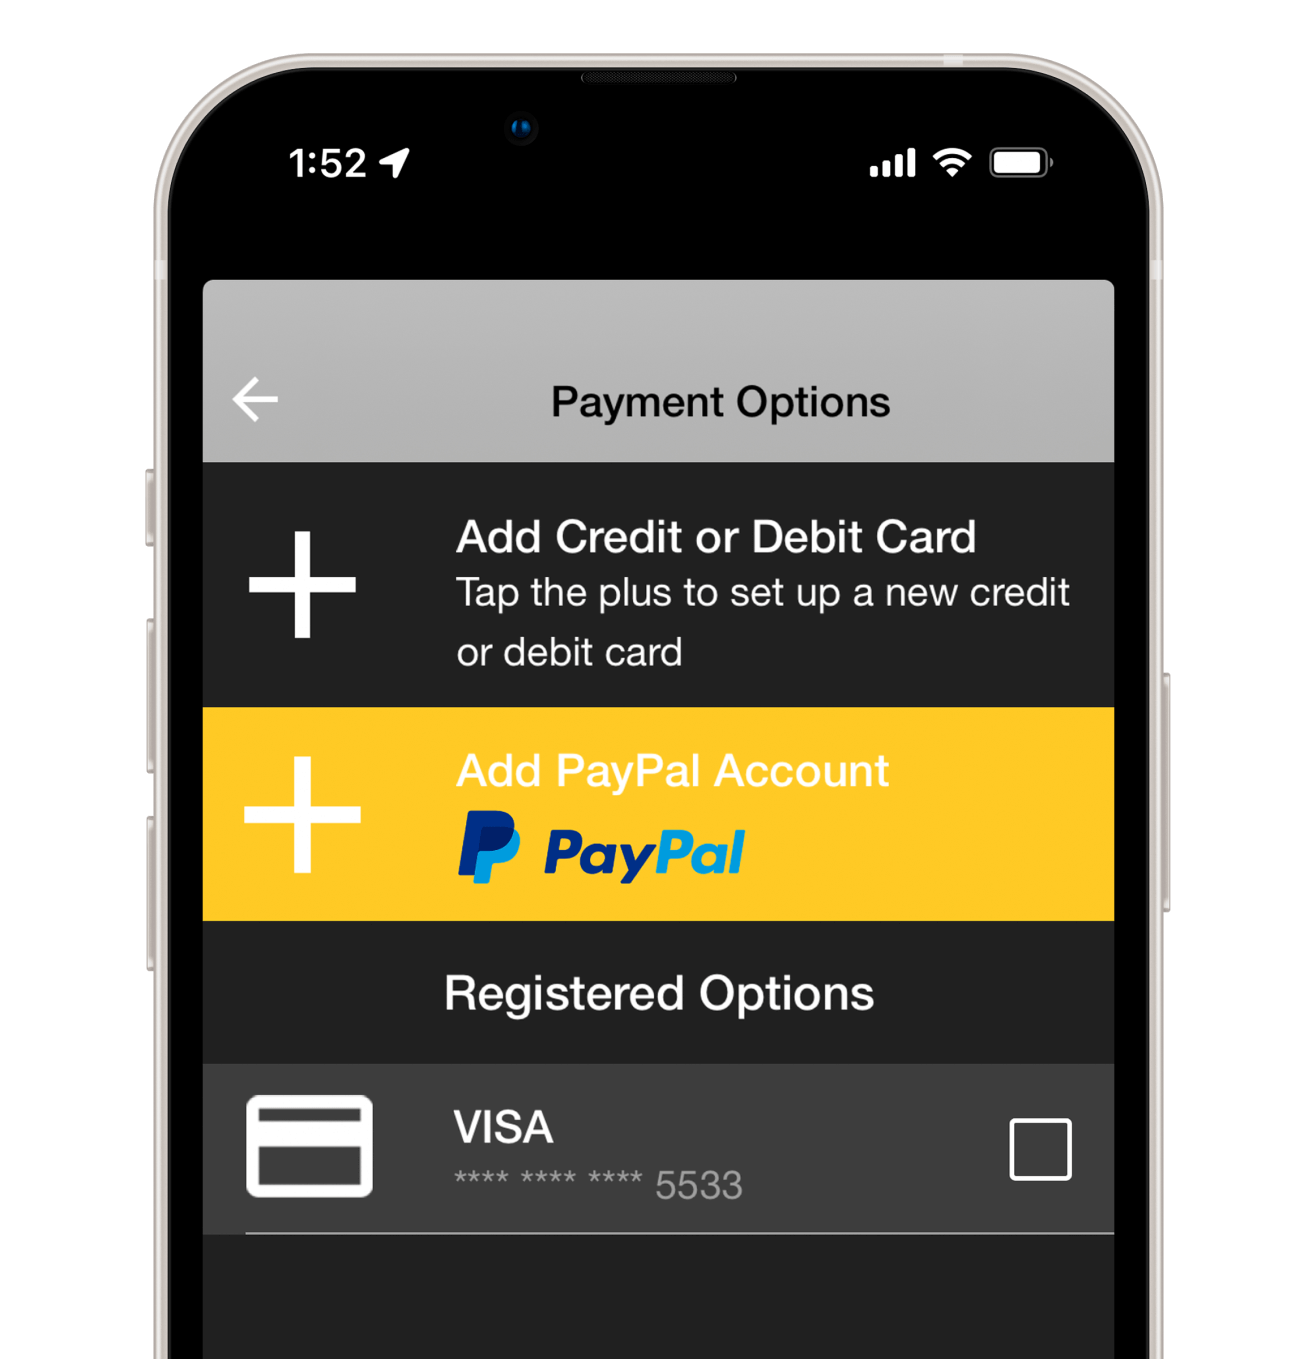 1:52
Payment Options
Add Credit or Debit Card
Tap the plus to set up a new credit
or debit card
Add PayPal Account
PayPal
Registered Options
VISA
**** **** **** 5533